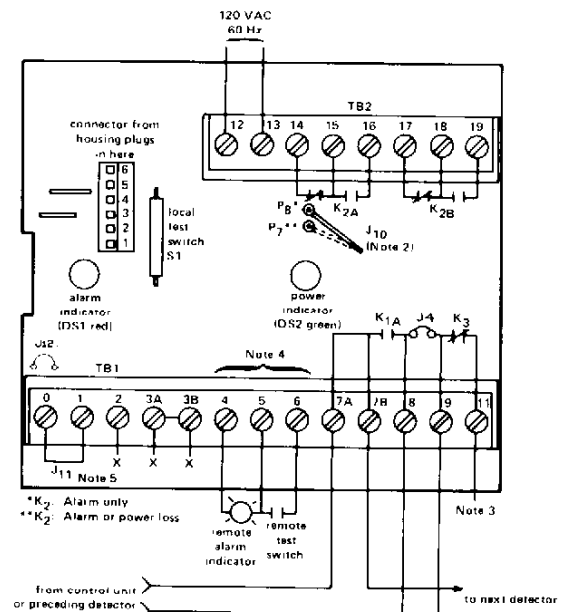 120 VAC
60 Hz
TB2
12 13 14 15 16 17 18 19
connector from
housing plugs
in here
6
5
4
3
2
1
local
test
switch
S1
K2A
K2B
P8*
P7**
J10
(Note 2)
alarm
indicator
(DS1 red)
power
indicator
(DS2 green)
K1A J4 K3
J12
TB1
Note 4
0 1 2 3A 3B 4 5 6 7A 7B 8 9 11
J11 Note 5
X X X
*K2: Alarm only
**K2: Alarm or power loss
remote
alarm
indicator
remote
test
switch
Note 3
from control unit
or preceding detector
to next detector